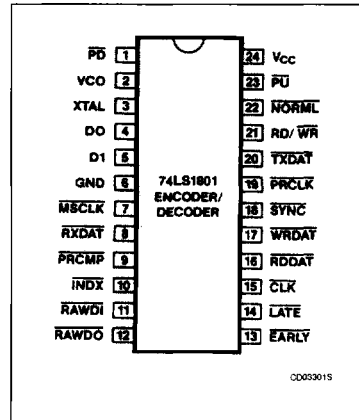 PD 1 24 VCC
VCO 2 23 PU
XTAL 3 22 NORML
DO 4 21 RD/WR
D1 5 20 TXDAT
GND 6 19 PRCLK
74LS1801
ENCODER/
DECODER
MSCLK 7 18 SYNC
RXDAT 8 17 WRDAT
PRCMP 9 16 RDDAT
INDX 10 15 CLK
RAWDI 11 14 LATE
RAWDO 12 13 EARLY
CD03301S